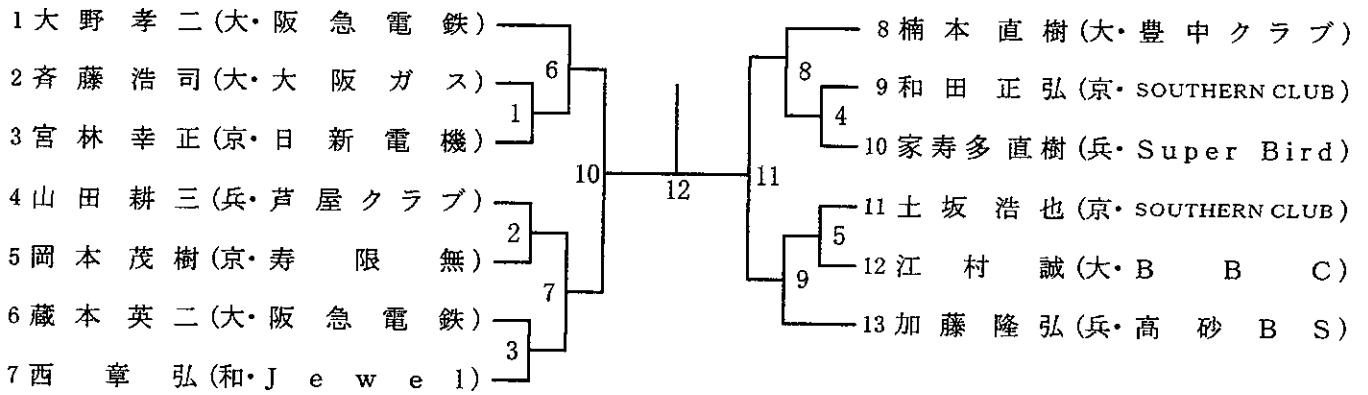 1 大野孝二 (大・阪急電鉄)
2 斉藤浩司 (大・大阪ガス)
3 宮林幸正 (京・日新電機)
4 山田耕三 (兵・芦屋クラブ)
5 岡本茂樹 (京・寿限無)
6 蔵本英二 (大・阪急電鉄)
7 西章弘 (和・Jewel)
6
1
10
2
7
3
12
8
4
11
5
9
8 楠本直樹 (大・豊中クラブ)
9 和田正弘 (京・SOUTHERN CLUB)
10 家寿多直樹 (兵・Super Bird)
11 土坂浩也 (京・SOUTHERN CLUB)
12 江村誠 (大・BBC)
13 加藤隆弘 (兵・高砂BS)